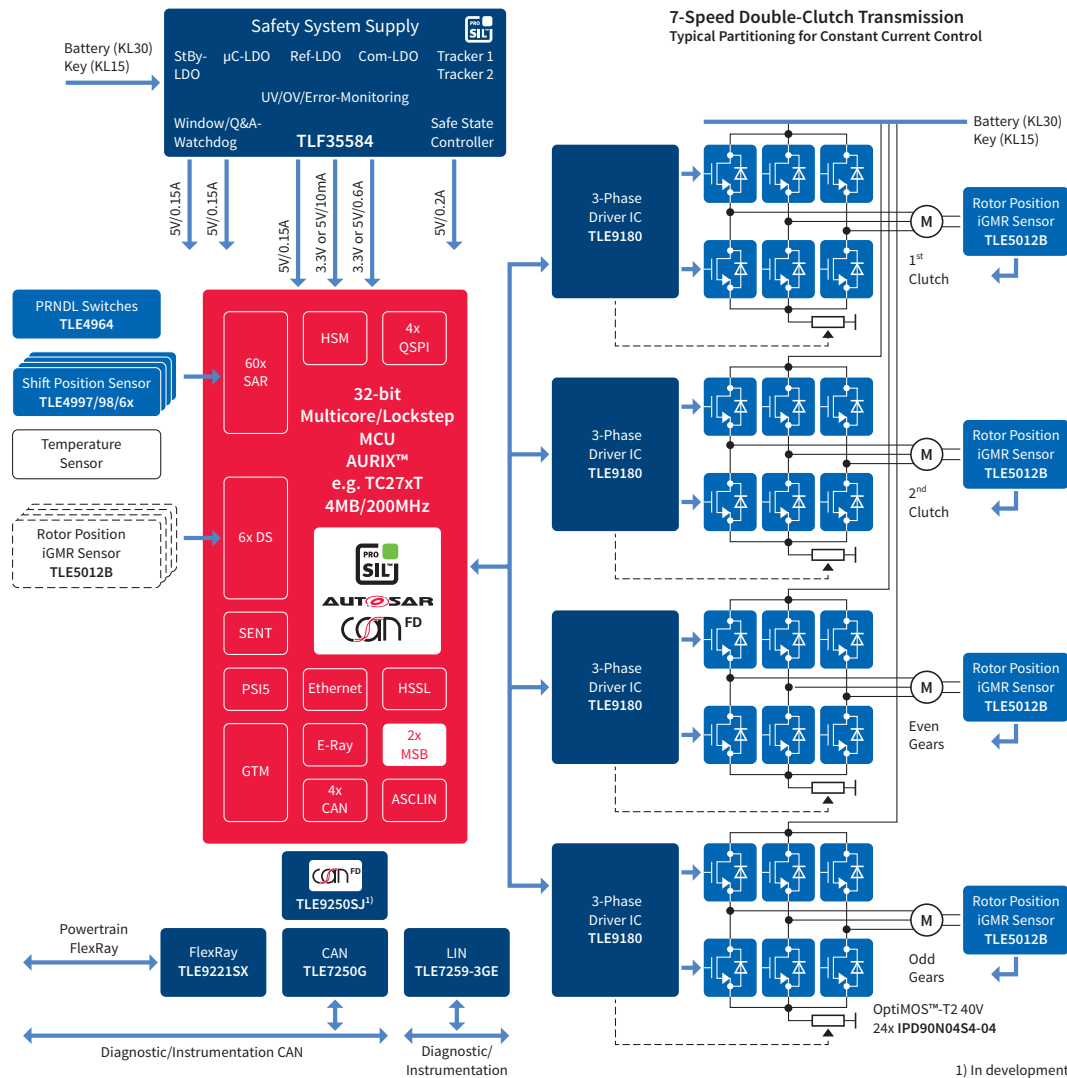 7-Speed Double-Clutch Transmission
Typical Partitioning for Constant Current Control
Battery (KL30)
Key (KL15)
Safety System Supply
PRO
SIL™
StBy-
LDO
µC-LDO
Ref-LDO
Com-LDO
Tracker 1
Tracker 2
UV/OV/Error-Monitoring
Window/Q&A-
Watchdog
TLF35584
Safe State
Controller
5V/0.15A
5V/0.15A
5V/0.15A
3.3V or 5V/10mA
3.3V or 5V/0.6A
5V/0.2A
PRNDL Switches
TLE4964
Shift Position Sensor
TLE4997/98/6x
Temperature
Sensor
Rotor Position
iGMR Sensor
TLE5012B
60x
SAR
HSM
4x
QSPI
32-bit
Multicore/Lockstep
MCU
AURIX™
e.g. TC27xT
4MB/200MHz
6x DS
PRO
SIL™
AUTOSAR
CAN FD
SENT
PSI5
Ethernet
HSSL
GTM
E-Ray
2x
MSB
4x
CAN
ASCLIN
CAN FD
TLE9250SJ1)
Powertrain
FlexRay
FlexRay
TLE9221SX
CAN
TLE7250G
LIN
TLE7259-3GE
Diagnostic/Instrumentation CAN
Diagnostic/
Instrumentation
Battery (KL30)
Key (KL15)
3-Phase
Driver IC
TLE9180
M
1st
Clutch
Rotor Position
iGMR Sensor
TLE5012B
3-Phase
Driver IC
TLE9180
M
2nd
Clutch
Rotor Position
iGMR Sensor
TLE5012B
3-Phase
Driver IC
TLE9180
M
Even
Gears
Rotor Position
iGMR Sensor
TLE5012B
3-Phase
Driver IC
TLE9180
M
Odd
Gears
Rotor Position
iGMR Sensor
TLE5012B
OptiMOS™-T2 40V
24x IPD90N04S4-04
1) In development